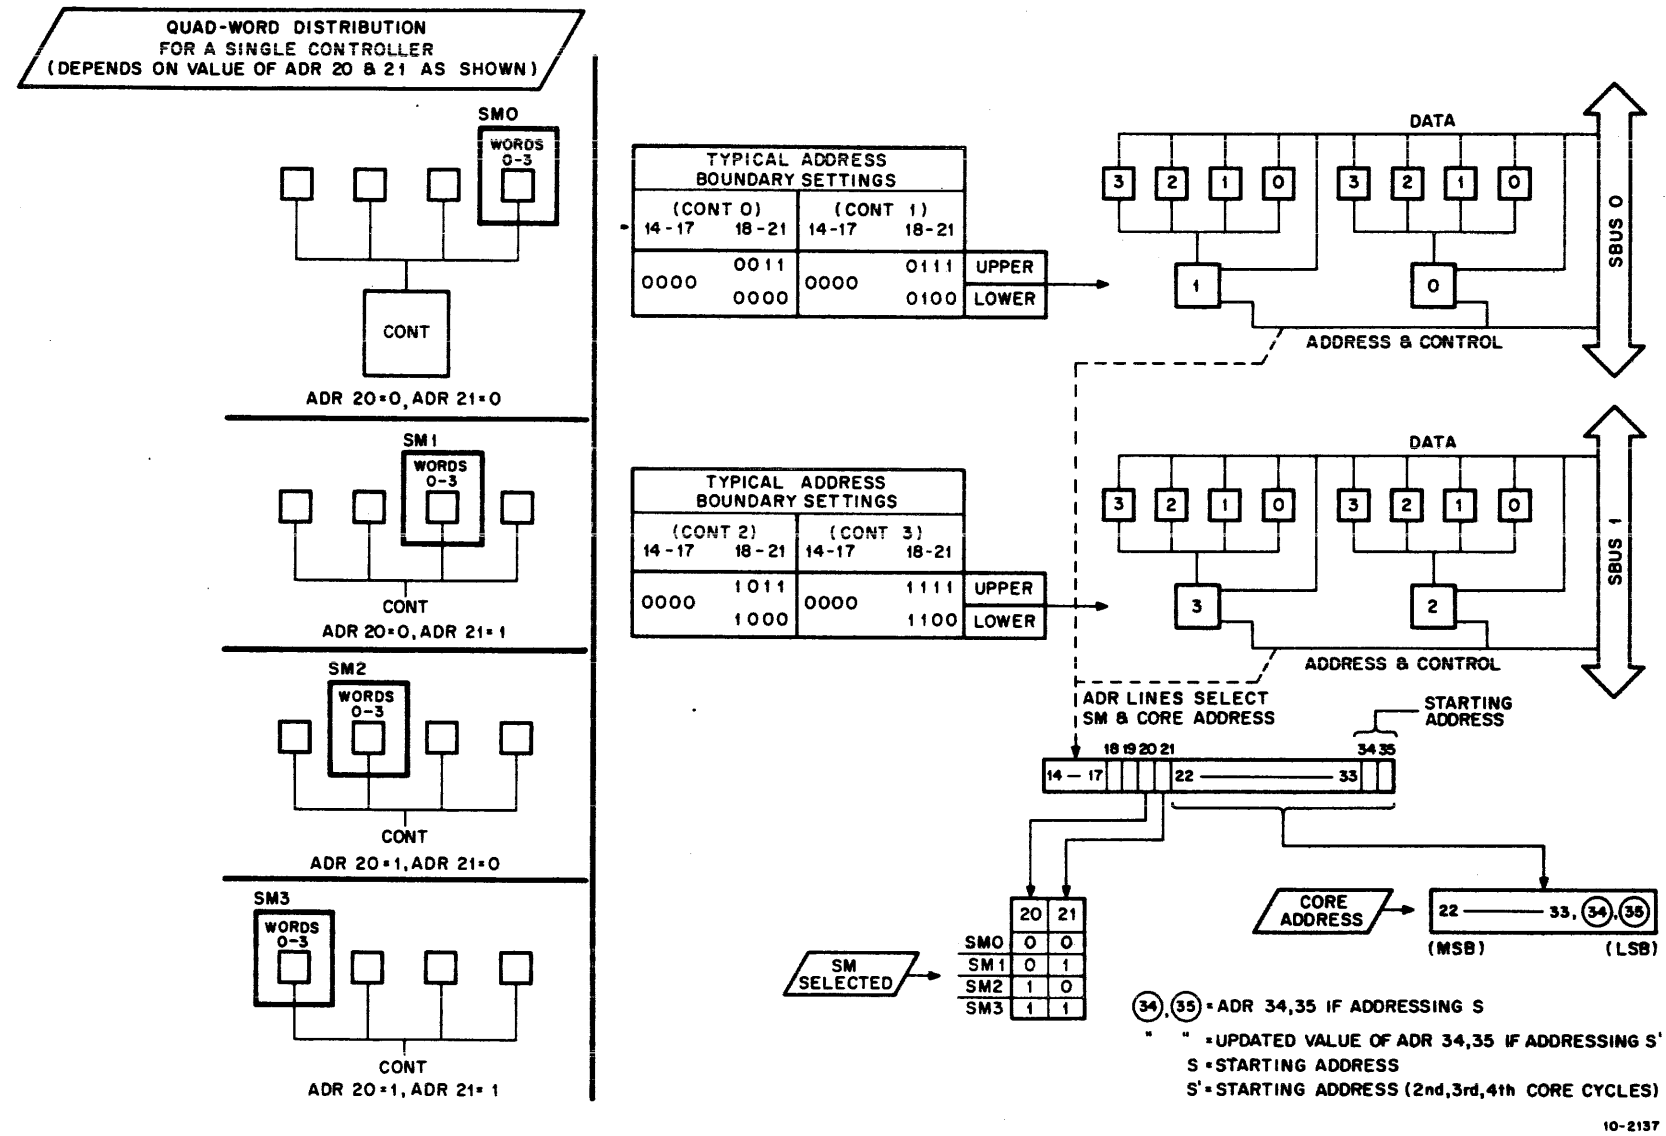 QUAD-WORD DISTRIBUTION
FOR A SINGLE CONTROLLER
(DEPENDS ON VALUE OF ADR 20 & 21 AS SHOWN)
SM0
WORDS
0-3
CONT
ADR 20=0, ADR 21=0
SM1
WORDS
0-3
CONT
ADR 20=0, ADR 21=1
SM2
WORDS
0-3
CONT
ADR 20=1, ADR 21=0
SM3
WORDS
0-3
CONT
ADR 20=1, ADR 21=1
TYPICAL ADDRESS
BOUNDARY SETTINGS
(CONT 0) (CONT 1)
14-17 18-21 14-17 18-21
0011 0111 UPPER
0000 0000
0000 0100 LOWER
DATA
3 2 1 0 3 2 1 0
1 0
ADDRESS & CONTROL
SBUS 0
TYPICAL ADDRESS
BOUNDARY SETTINGS
(CONT 2) (CONT 3)
14-17 18-21 14-17 18-21
1011 1111 UPPER
0000 0000
1000 1100 LOWER
DATA
3 2 1 0 3 2 1 0
3 2
ADDRESS & CONTROL
SBUS 1
ADR LINES SELECT
SM & CORE ADDRESS
STARTING
ADDRESS
18 19 20 21 34 35
14 — 17 22 — 33
20 21
SM0 0 0
SM1 0 1
SM2 1 0
SM3 1 1
SM
SELECTED
CORE
ADDRESS
22 — 33, 34, 35
(MSB) (LSB)
34, 35 = ADR 34,35 IF ADDRESSING S
" " = UPDATED VALUE OF ADR 34,35 IF ADDRESSING S'
S = STARTING ADDRESS
S' = STARTING ADDRESS (2nd,3rd,4th CORE CYCLES)
10-2137